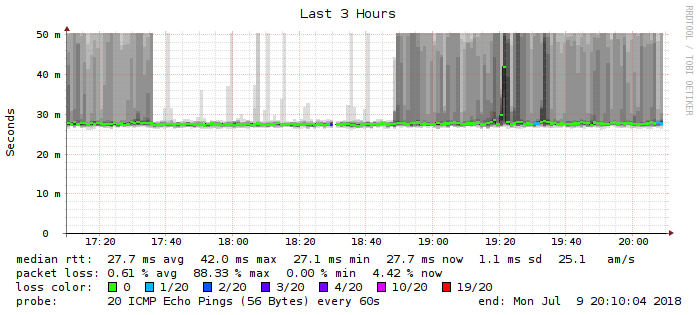 Last 3 Hours
RRDTOOL / TOBI OETIKER
Seconds
50 m
40 m
30 m
20 m
10 m
0
17:20 17:40 18:00 18:20 18:40 19:00 19:20 19:40 20:00
median rtt: 27.7 ms avg 42.0 ms max 27.1 ms min 27.7 ms now 1.1 ms sd 25.1 am/s
packet loss: 0.61 % avg 88.33 % max 0.00 % min 4.42 % now
loss color: 0 1/20 2/20 3/20 4/20 10/20 19/20
probe: 20 ICMP Echo Pings (56 Bytes) every 60s end: Mon Jul 9 20:10:04 2018